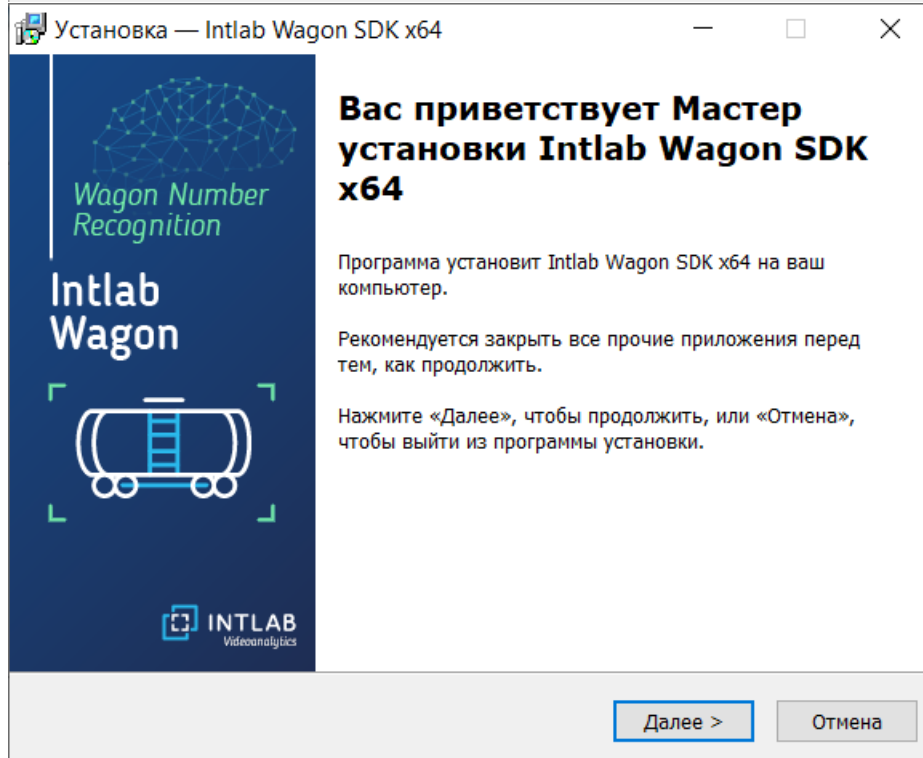 Установка — Intlab Wagon SDK x64
Wagon Number
Recognition
Intlab
Wagon
INTLAB
Videoanalytics
Вас приветствует Мастер
установки Intlab Wagon SDK
x64
Программа установит Intlab Wagon SDK x64 на ваш
компьютер.
Рекомендуется закрыть все прочие приложения перед
тем, как продолжить.
Нажмите «Далее», чтобы продолжить, или «Отмена»,
чтобы выйти из программы установки.
Далее >
Отмена